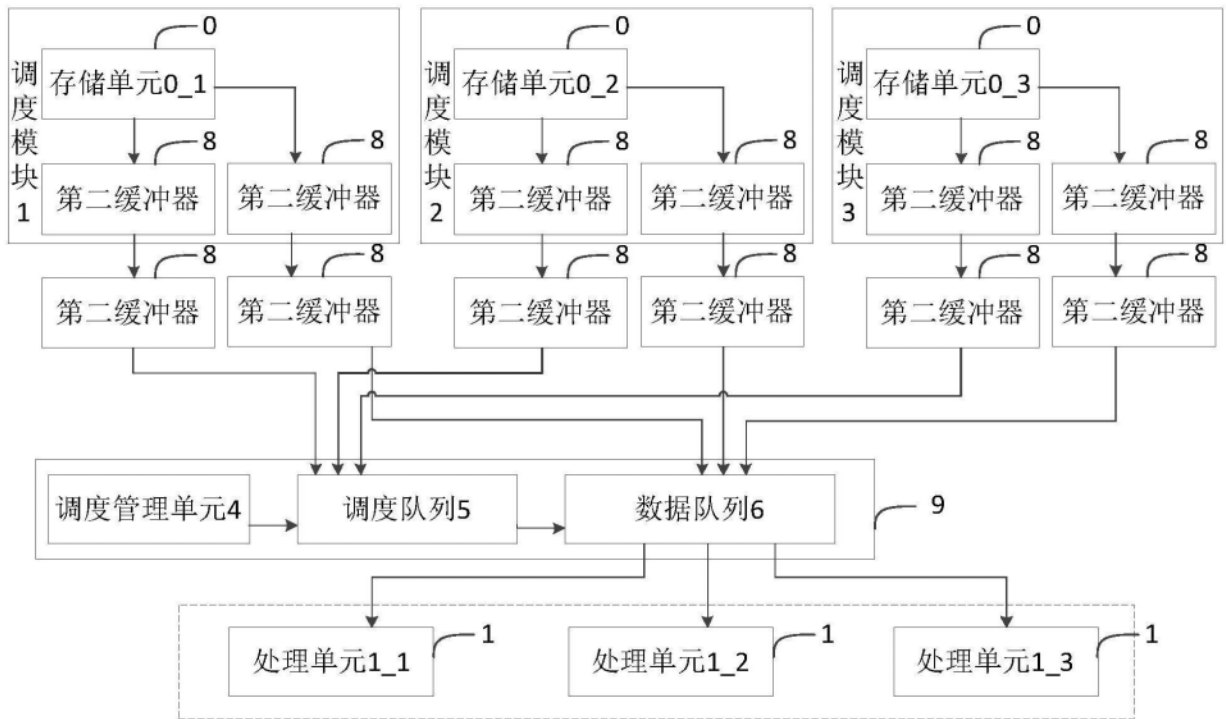 0
0
0
调度模块1
存储单元0_1
调度模块2
存储单元0_2
调度模块3
存储单元0_3
8
8
8
8
8
8
第二缓冲器
第二缓冲器
第二缓冲器
第二缓冲器
第二缓冲器
第二缓冲器
8
8
8
8
8
8
第二缓冲器
第二缓冲器
第二缓冲器
第二缓冲器
第二缓冲器
第二缓冲器
调度管理单元4
调度队列5
数据队列6
9
处理单元1_1
1
处理单元1_2
1
处理单元1_3
1